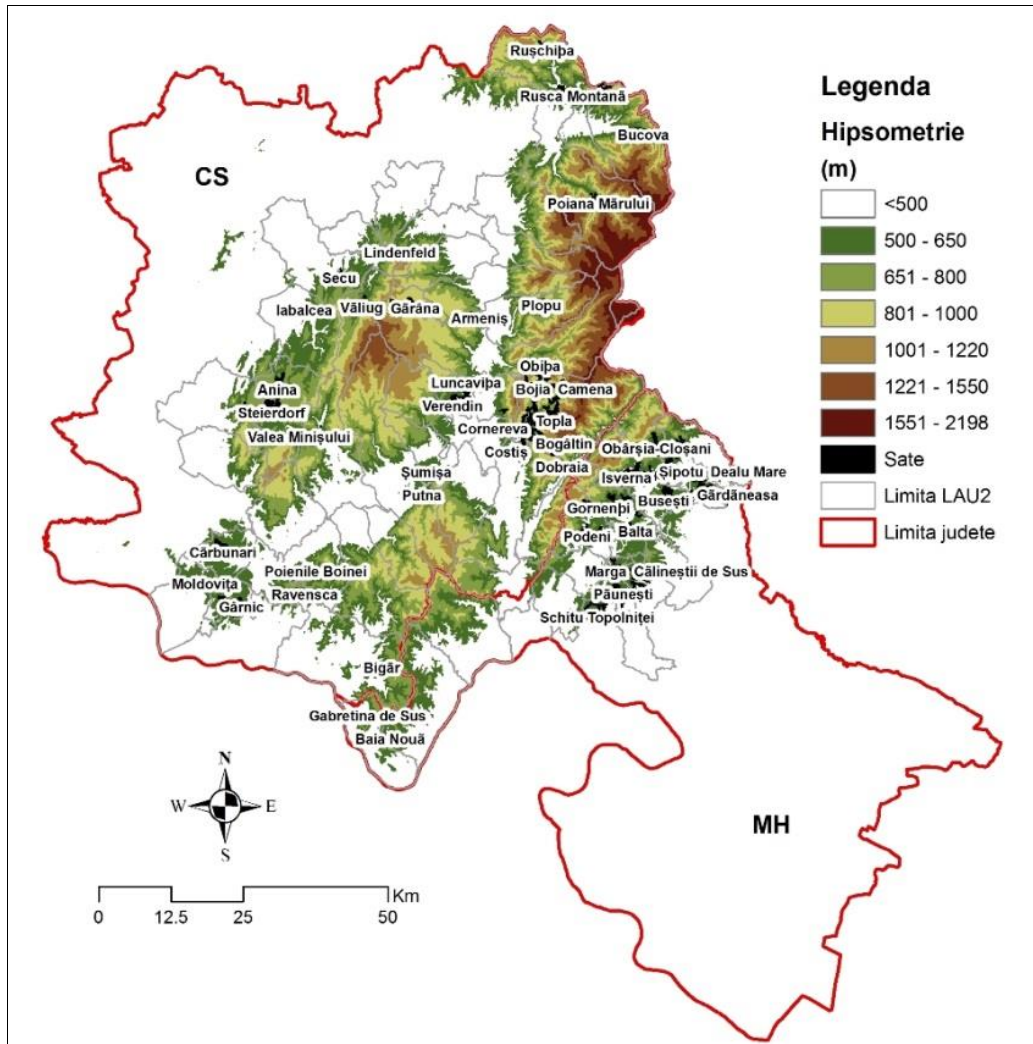 Rușchița
Rusca Montană
Bucova
CS
Poiana Mărului
Lindenfeld
Secu
Iabalcea
Văliug
Gărâna
Armeniș
Plopu
Obița
Luncavița
Bojia
Camena
Anina
Verendin
Steierdorf
Cornereva
Topla
Valea Minișului
Costiș
Bogâltin
Obârșia-Cloșani
Dobraia
Isverna
Șipotu
Dealu Mare
Șumița
Putna
Busești
Gărdăneasa
Gornenți
Podeni
Balta
Cărbunari
Poienile Boinei
Moldovița
Ravensca
Gârnic
Marga
Călineștii de Sus
Păunești
Schitu Topolniței
Bigăr
Gabretina de Sus
Baia Nouă
MH
Legenda
Hipsometrie
(m)
<500
500 - 650
651 - 800
801 - 1000
1001 - 1220
1221 - 1550
1551 - 2198
Sate
Limita LAU2
Limita județe
N
W
E
S
Km
0 12.5 25 50